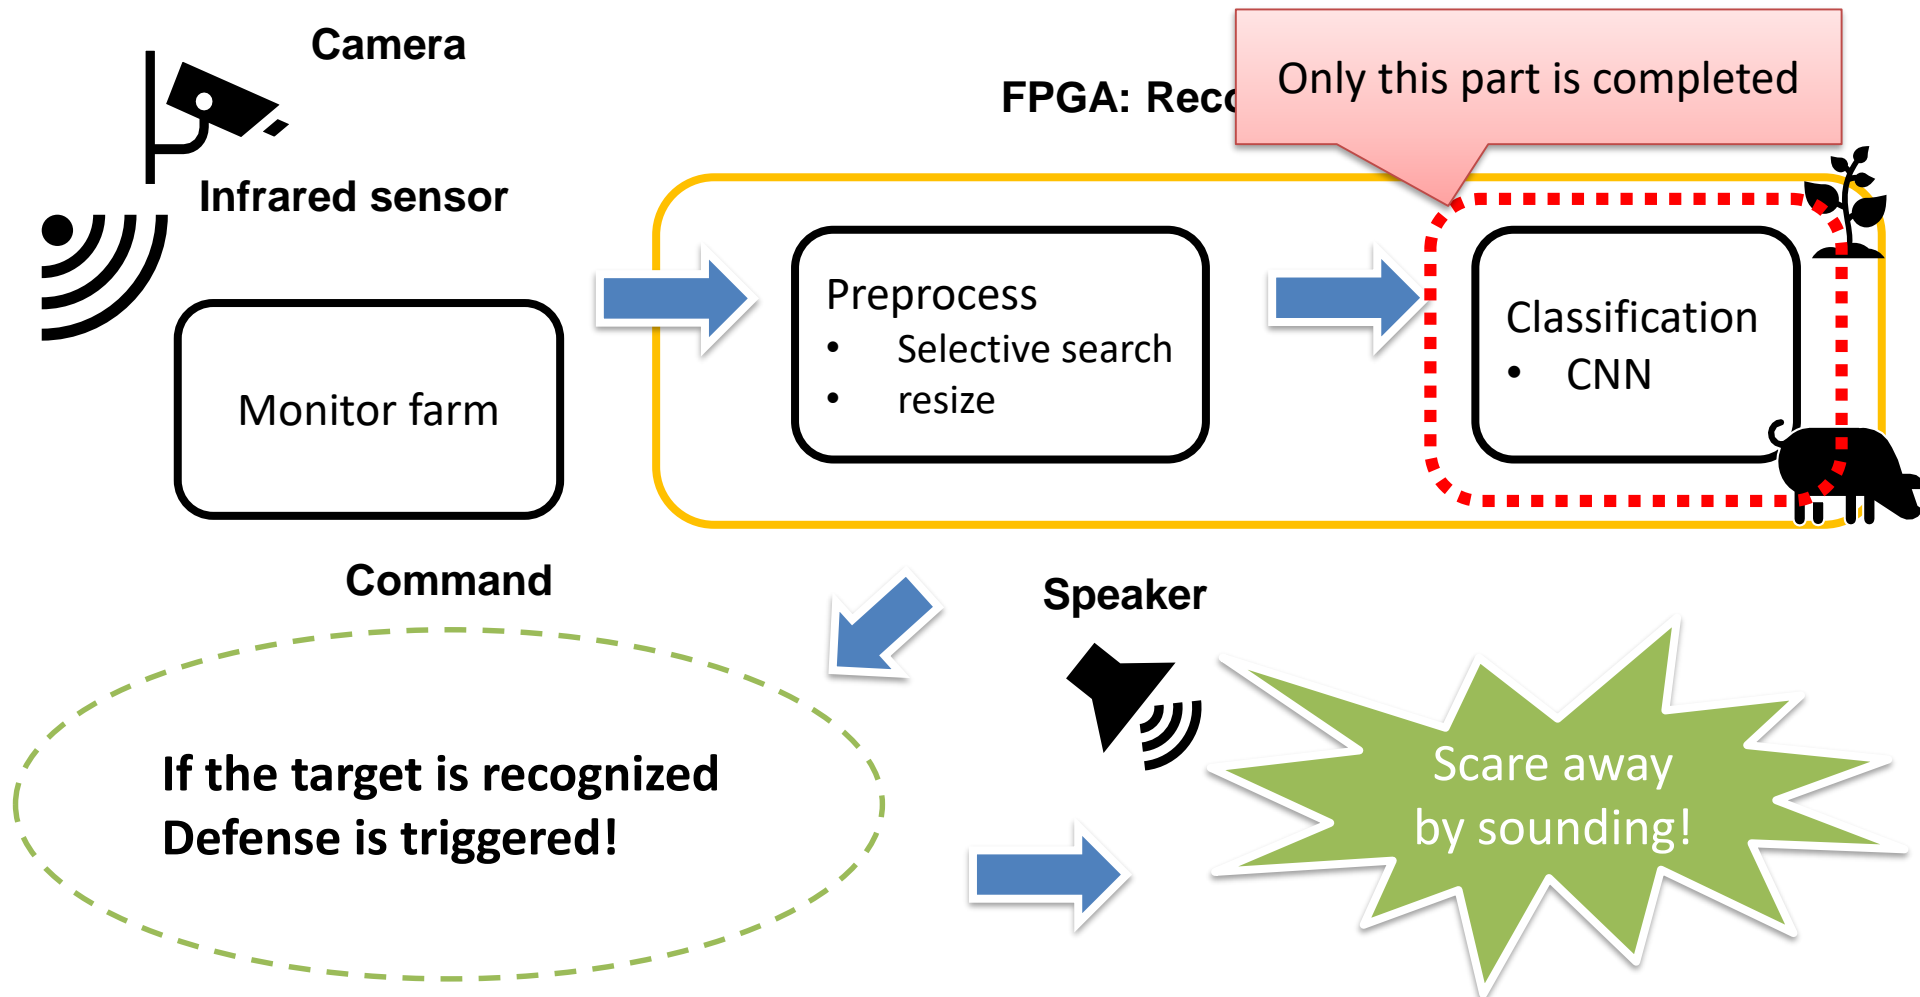 Camera
Only this part is completed
FPGA:
Infrared sensor
Preprocess
• Selective search
• resize
Classification
• CNN
Monitor farm
Command
Speaker
If the target is recognized
Defense is triggered!
Scare away
by sounding!